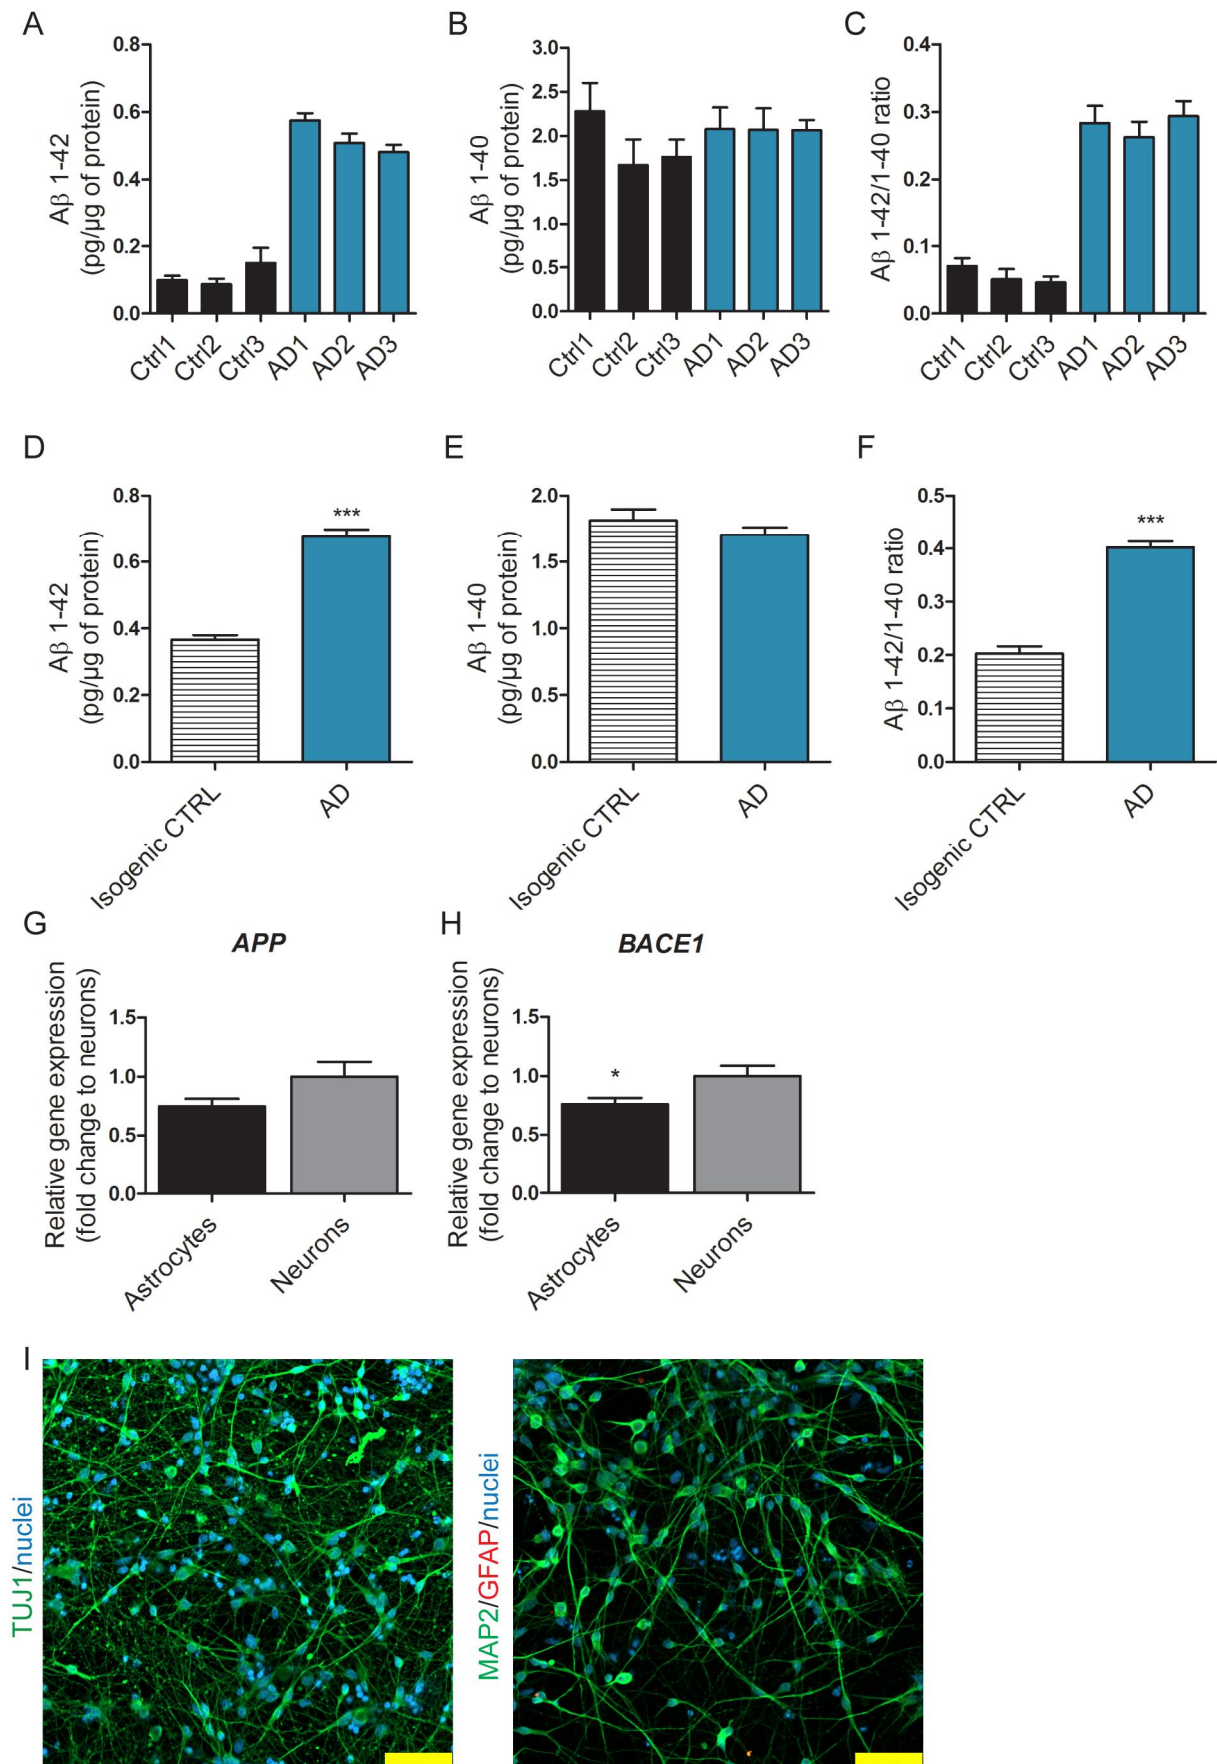 A
Aβ 1-42
(pg/µg of protein)
0.8
0.6
0.4
0.2
0.0
Ctrl1
Ctrl2
Ctrl3
AD1
AD2
AD3
B
Aβ 1-40
(pg/µg of protein)
3.0
2.5
2.0
1.5
1.0
0.5
0.0
Ctrl1
Ctrl2
Ctrl3
AD1
AD2
AD3
C
Aβ 1-42/1-40 ratio
0.4
0.3
0.2
0.1
0.0
Ctrl1
Ctrl2
Ctrl3
AD1
AD2
AD3
D
Aβ 1-42
(pg/µg of protein)
0.8
0.6
0.4
0.2
0.0
***
Isogenic CTRL
AD
E
Aβ 1-40
(pg/µg of protein)
2.0
1.5
1.0
0.5
0.0
Isogenic CTRL
AD
F
Aβ 1-42/1-40 ratio
0.5
0.4
0.3
0.2
0.1
0.0
***
Isogenic CTRL
AD
G
APP
Relative gene expression
(fold change to neurons)
1.5
1.0
0.5
0.0
Astrocytes
Neurons
H
BACE1
Relative gene expression
(fold change to neurons)
1.5
1.0
0.5
0.0
*
Astrocytes
Neurons
I
TUJ1/nuclei
MAP2/GFAP/nuclei